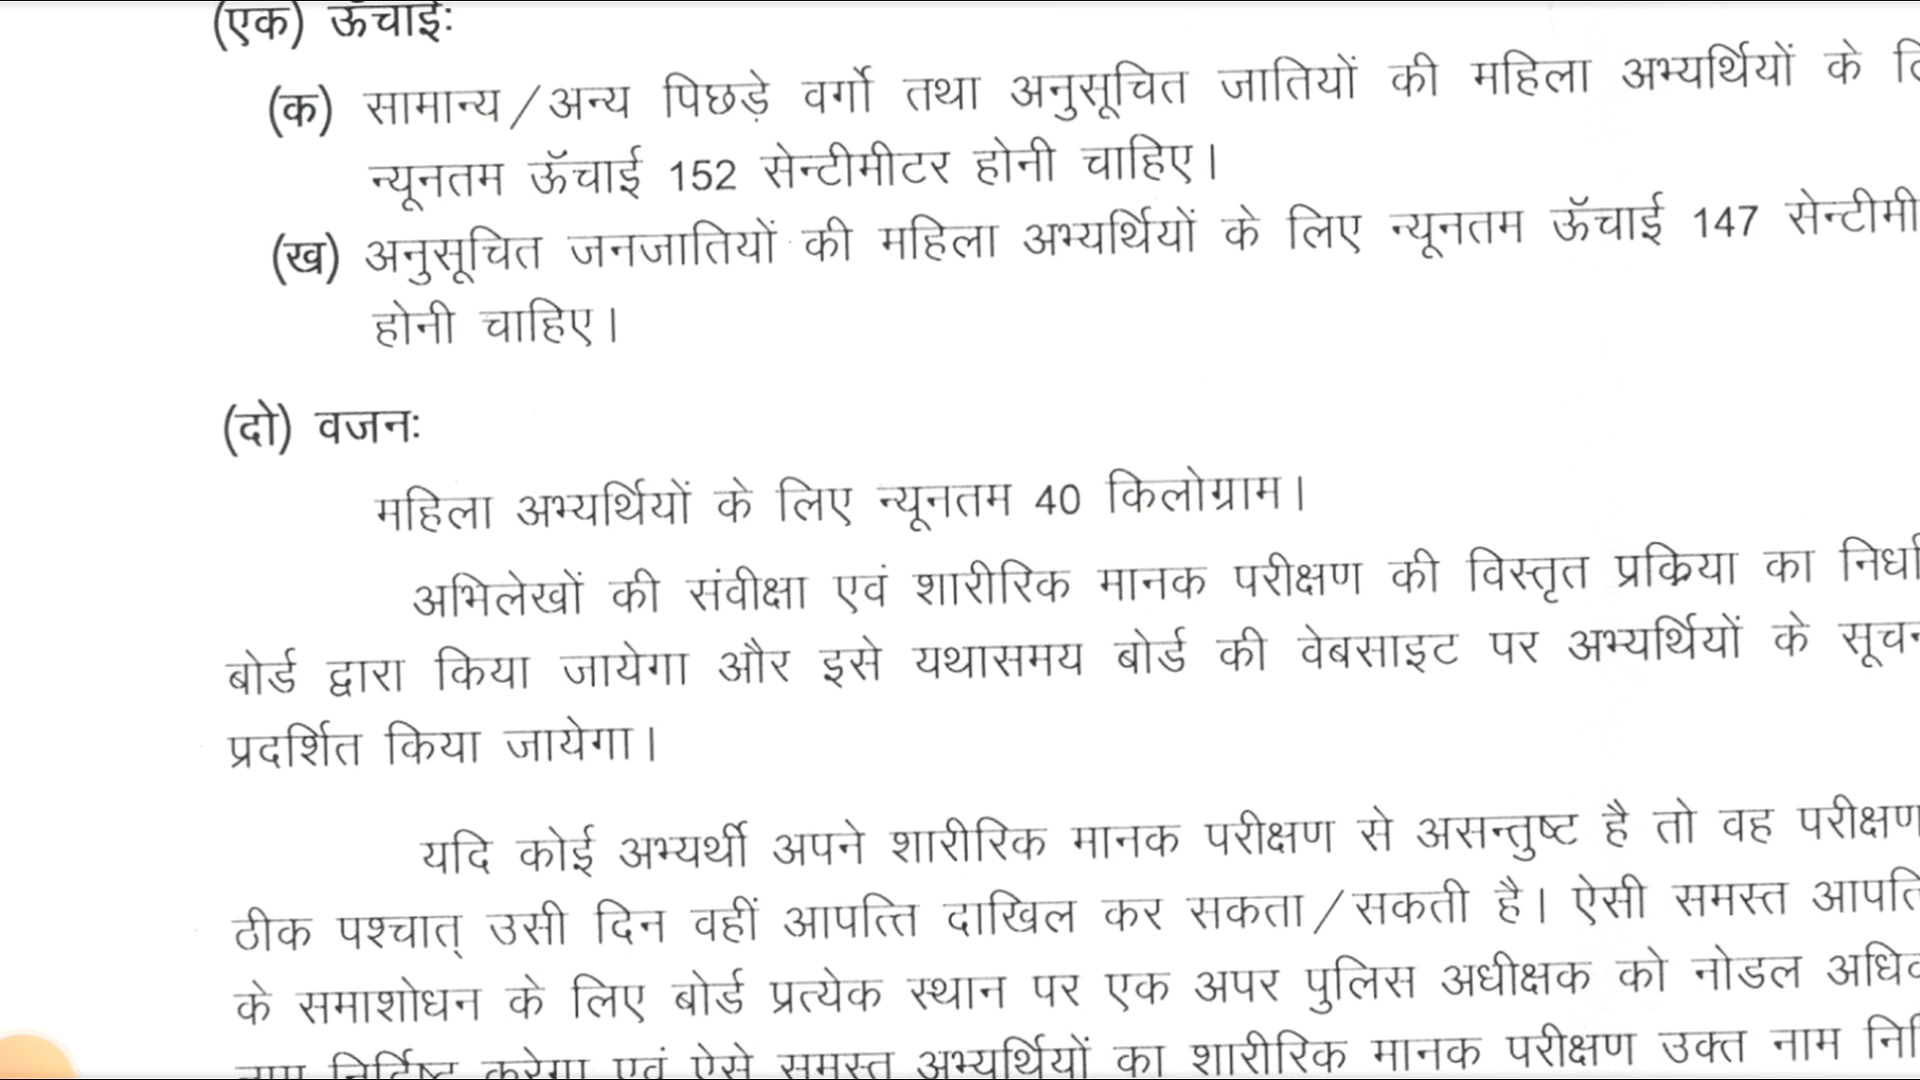 (एक) ऊँचाईः
(क) सामान्य/अन्य पिछड़े वर्गो तथा अनुसूचित जातियों की महिला अभ्यर्थियों के
न्यूनतम ऊॅचाई 152 सेन्टीमीटर होनी चाहिए।
(ख) अनुसूचित जनजातियों की महिला अभ्यर्थियों के लिए न्यूनतम ऊॅचाई 147 सेन्टीमी
होनी चाहिए।
(दो) वजनः
महिला अभ्यर्थियों के लिए न्यूनतम 40 किलोग्राम।
अभिलेखों की संवीक्षा एवं शारीरिक मानक परीक्षण की विस्तृत प्रकिया का निर्धा
बोर्ड द्वारा किया जायेगा और इसे यथासमय बोर्ड की वेबसाइट पर अभ्यर्थियों के सूच
प्रदर्शित किया जायेगा।
यदि कोई अभ्यर्थी अपने शारीरिक मानक परीक्षण से असन्तुष्ट है तो वह परीक्षण
ठीक पश्चात् उसी दिन वहीं आपत्ति दाखिल कर सकता/सकती है। ऐसी समस्त आपत्ति
के समाशोधन के लिए बोर्ड प्रत्येक स्थान पर एक अपर पुलिस अधीक्षक को नोडल अधि
निर्दिष्ट करेगा एवं ऐसे समस्त अभ्यर्थियों का शारीरिक मानक परीक्षण उक्त नाम